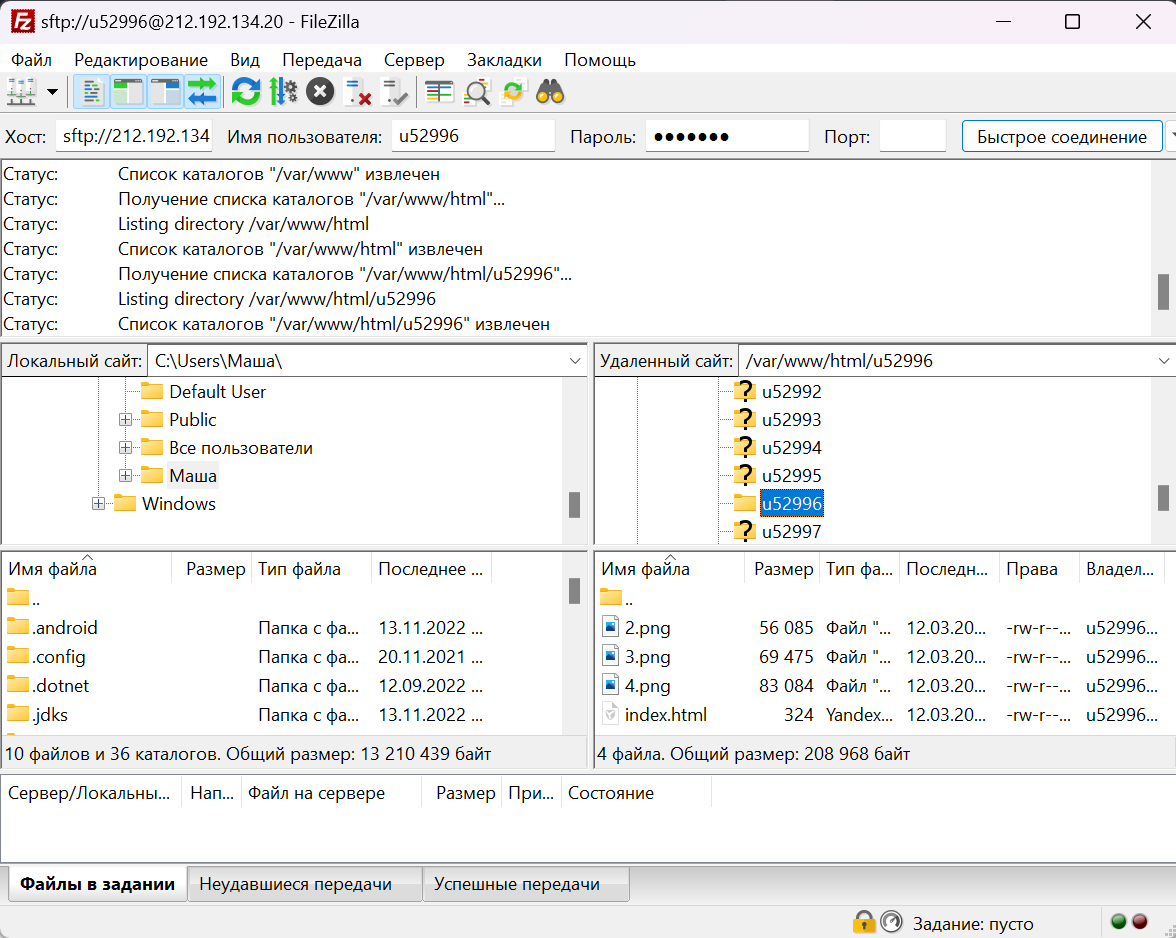 sftp://u52996@212.192.134.20 - FileZilla
Файл Редактирование Вид Передача Сервер Закладки Помощь
Хост: sftp://212.192.134 Имя пользователя: u52996 Пароль: ●●●●●●● Порт: Быстрое соединение
Статус: Список каталогов "/var/www" извлечен
Статус: Получение списка каталогов "/var/www/html"...
Статус: Listing directory /var/www/html
Статус: Список каталогов "/var/www/html" извлечен
Статус: Получение списка каталогов "/var/www/html/u52996"...
Статус: Listing directory /var/www/html/u52996
Статус: Список каталогов "/var/www/html/u52996" извлечен
Локальный сайт: C:\Users\Маша\
Default User
Public
Все пользователи
Маша
Windows
Удаленный сайт: /var/www/html/u52996
u52992
u52993
u52994
u52995
u52996
u52997
Имя файла Размер Тип файла Последнее ...
..
.android Папка с фа... 13.11.2022 ...
.config Папка с фа... 20.11.2021 ...
.dotnet Папка с фа... 12.09.2022 ...
.jdks Папка с фа... 13.11.2022 ...
10 файлов и 36 каталогов. Общий размер: 13 210 439 байт
Имя файла Размер Тип фа... Последн... Права Владел...
..
2.png 56 085 Файл "... 12.03.20... -rw-r--... u52996...
3.png 69 475 Файл "... 12.03.20... -rw-r--... u52996...
4.png 83 084 Файл "... 12.03.20... -rw-r--... u52996...
index.html 324 Yandex... 12.03.20... -rw-r--... u52996...
4 файла. Общий размер: 208 968 байт
Сервер/Локальны... Нап... Файл на сервере Размер При... Состояние
Файлы в задании Неудавшиеся передачи Успешные передачи
Задание: пусто